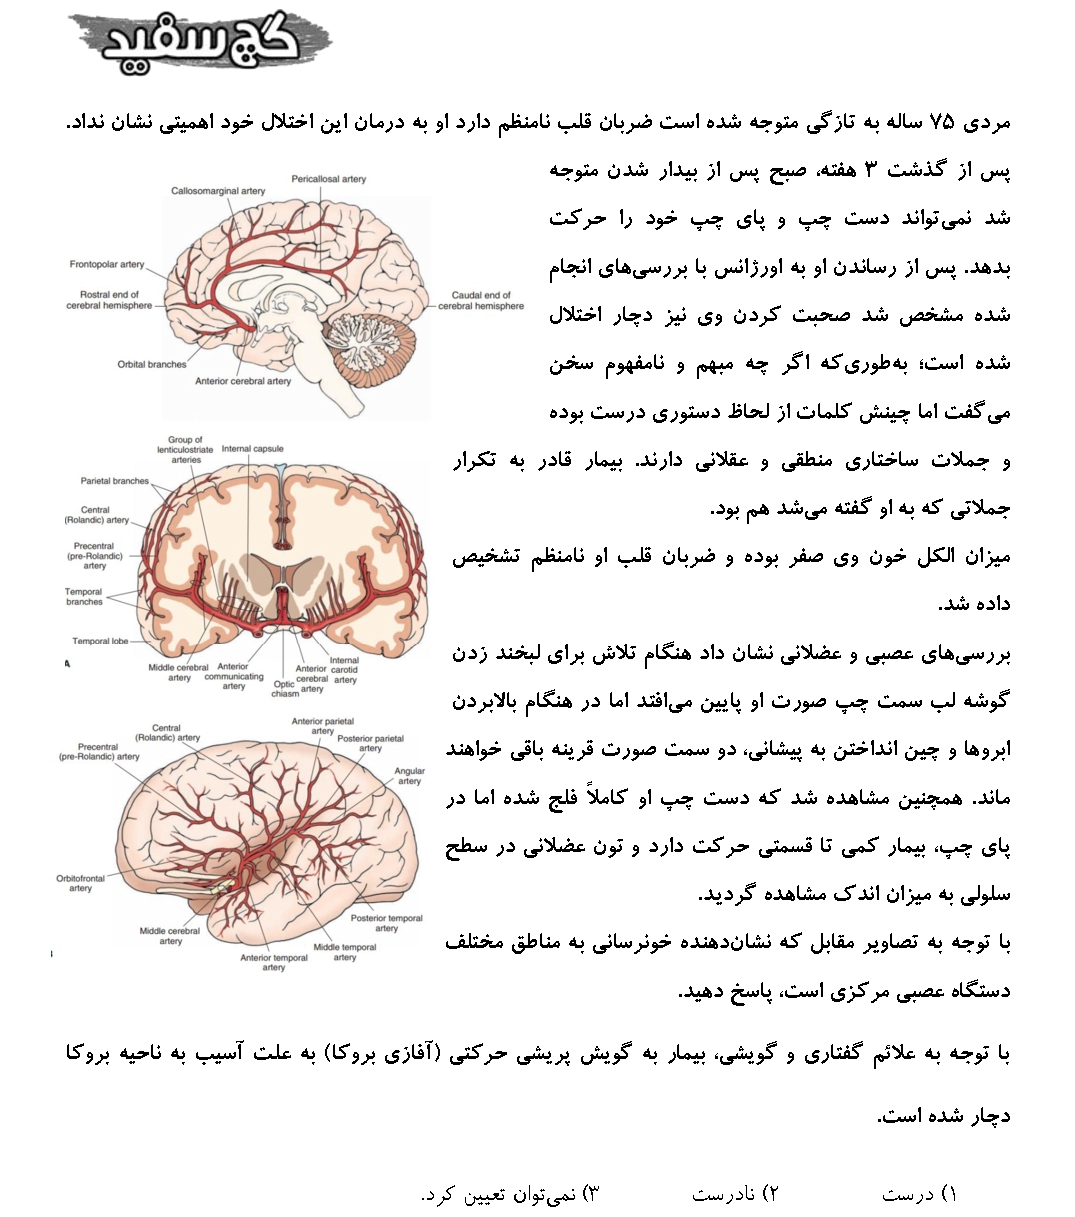 گچ سفید
مردی ۷۵ ساله به تازگی متوجه شده است ضربان قلب نامنظم دارد او به درمان این اختلال خود اهمیتی نشان نداد.
پس از گذشت ۳ هفته، صبح پس از بیدار شدن متوجه
شد نمی‌تواند دست چپ و پای چپ خود را حرکت
بدهد. پس از رساندن او به اورژانس با بررسی‌های انجام
شده مشخص شد صحبت کردن وی نیز دچار اختلال
شده است؛ به‌طوری‌که اگر چه مبهم و نامفهوم سخن
می‌گفت اما چینش کلمات از لحاظ دستوری درست بوده
و جملات ساختاری منطقی و عقلانی دارند. بیمار قادر به تکرار
جملاتی که به او گفته می‌شد هم بود.
میزان الکل خون وی صفر بوده و ضربان قلب او نامنظم تشخیص
داده شد.
بررسی‌های عصبی و عضلانی نشان داد هنگام تلاش برای لبخند زدن
گوشه لب سمت چپ صورت او پایین می‌افتد اما در هنگام بالابردن
ابروها و چین انداختن به پیشانی، دو سمت صورت قرینه باقی خواهند
ماند. همچنین مشاهده شد که دست چپ او کاملاً فلج شده اما در
پای چپ، بیمار کمی تا قسمتی حرکت دارد و تون عضلانی در سطح
سلولی به میزان اندک مشاهده گردید.
با توجه به تصاویر مقابل که نشان‌دهنده خونرسانی به مناطق مختلف
دستگاه عصبی مرکزی است، پاسخ دهید.
Pericallosal artery
Callosomarginal artery
Frontopolar artery
Rostral end of
cerebral hemisphere
Caudal end of
cerebral hemisphere
Orbital branches
Anterior cerebral artery
Group of
lenticulostriate
arteries
Internal capsule
Parietal branches
Central
(Rolandic) artery
Precentral
(pre-Rolandic)
artery
Temporal
branches
Temporal lobe
A
Middle cerebral
artery
Anterior
communicating
artery
Optic
chiasm
Anterior
cerebral
artery
Internal
carotid
artery
Central
(Rolandic) artery
Anterior parietal
artery
Precentral
(pre-Rolandic) artery
Posterior parietal
artery
Angular
artery
Orbitofrontal
artery
Middle cerebral
artery
Anterior temporal
artery
Middle temporal
artery
Posterior temporal
artery
با توجه به علائم گفتاری و گویشی، بیمار به گویش پریشی حرکتی (آفازی بروکا) به علت آسیب به ناحیه بروکا
دچار شده است.
۱) درست ۲) نادرست ۳) نمی‌توان تعیین کرد.